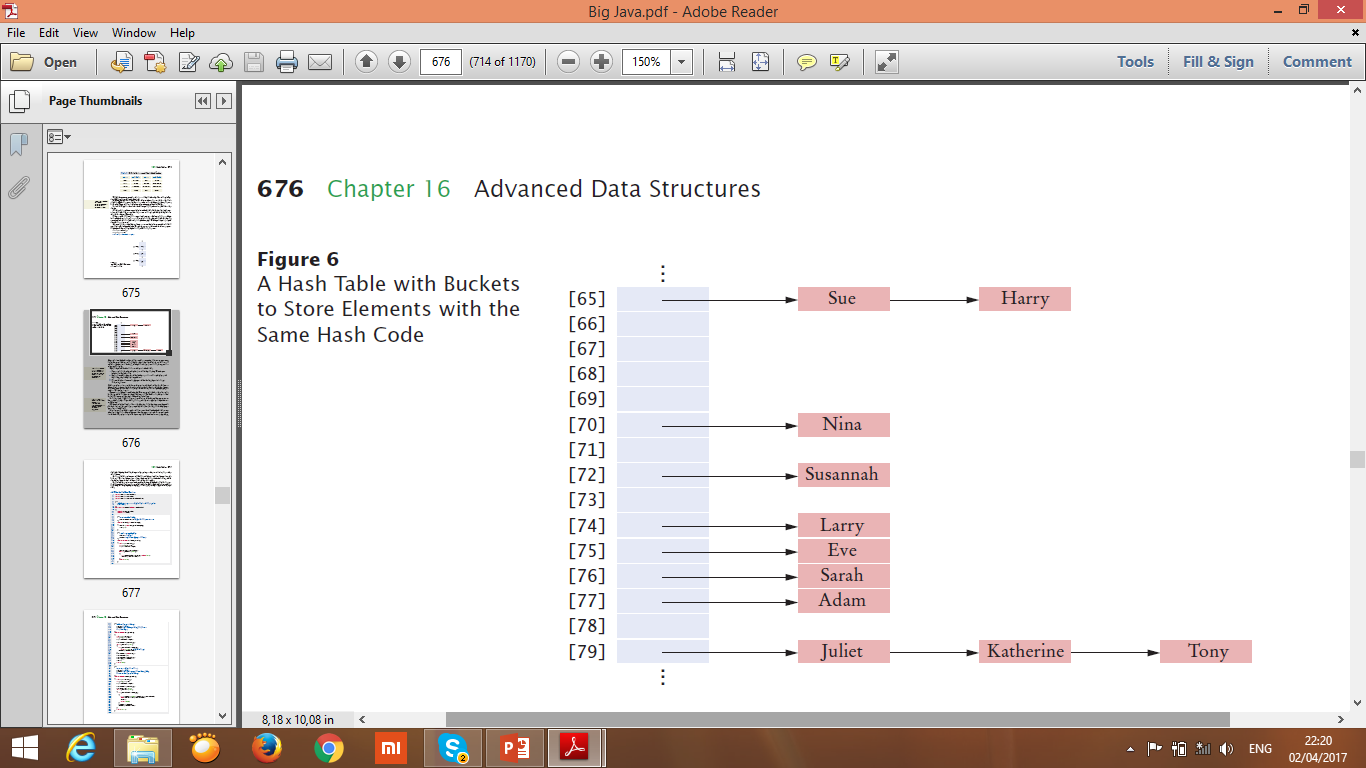 Big Java.pdf - Adobe Reader
File Edit View Window Help
Open 676 (714 of 1170) 150% Tools Fill & Sign Comment
Page Thumbnails
675
676
677
676 Chapter 16 Advanced Data Structures
Figure 6
A Hash Table with Buckets
to Store Elements with the
Same Hash Code
[65] Sue Harry
[66]
[67]
[68]
[69]
[70] Nina
[71]
[72] Susannah
[73]
[74] Larry
[75] Eve
[76] Sarah
[77] Adam
[78]
[79] Juliet Katherine Tony
8,18 x 10,08 in
mi S 2 P ENG 22:20
02/04/2017